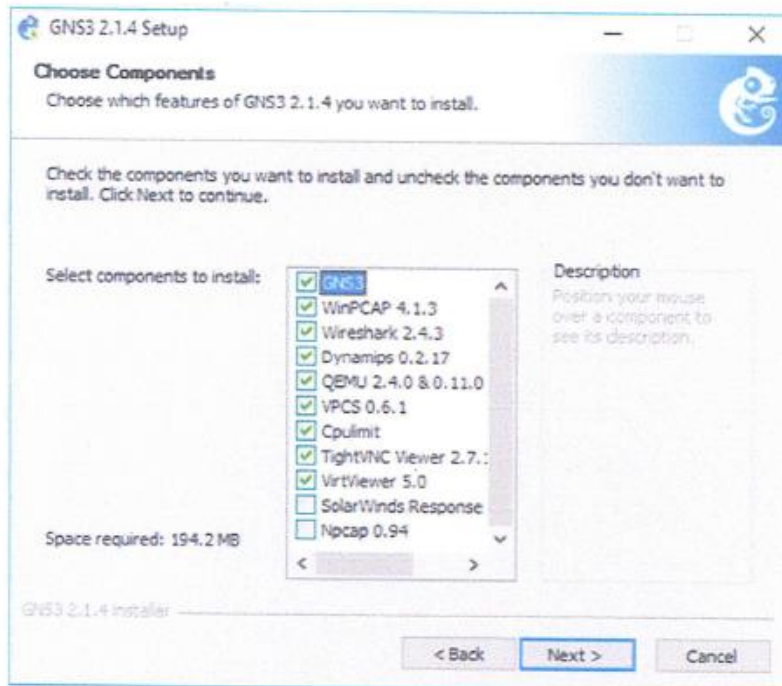 GNS3 2.1.4 Setup
Choose Components
Choose which features of GNS3 2.1.4 you want to install.
Check the components you want to install and uncheck the components you don't want to
install. Click Next to continue.
Select components to install:
GNS3
WinPCAP 4.1.3
Wireshark 2.4.3
Dynamips 0.2.17
QEMU 2.4.0 & 0.11.0
VPCS 0.6.1
Cpulimit
TightVNC Viewer 2.7.:
VirtViewer 5.0
SolarWinds Response
Npcap 0.94
Description
Position your mouse
over a component to
see its description.
Space required: 194.2 MB
GNS3 2.1.4 installer
< Back
Next >
Cancel